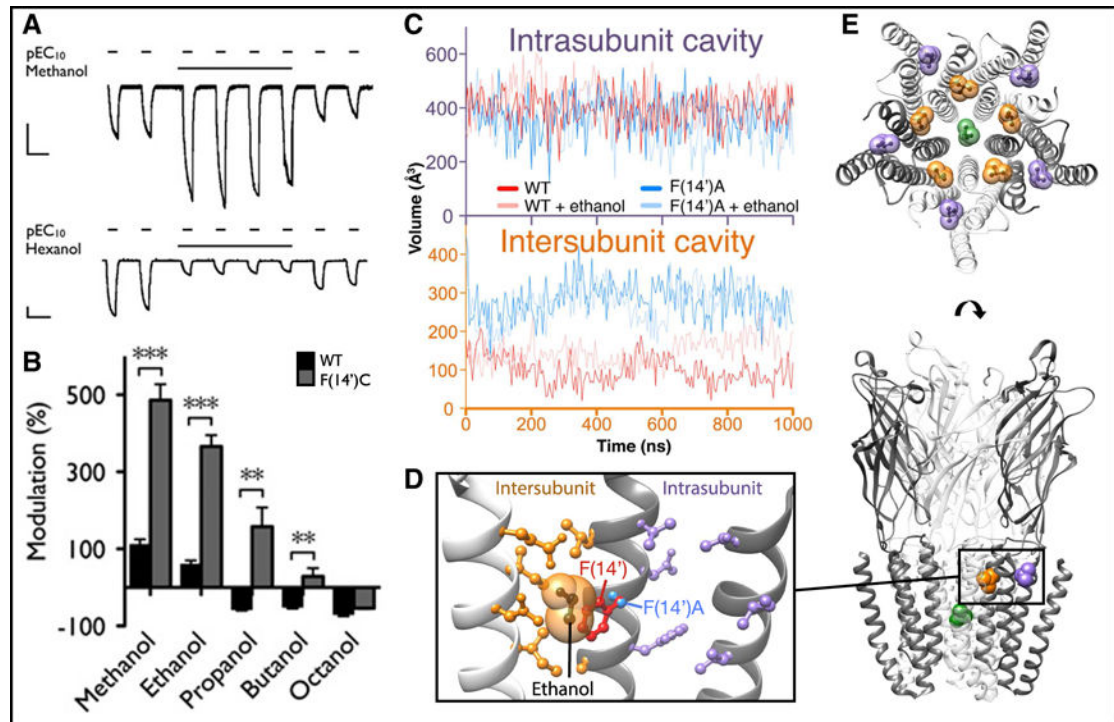 A
pEC10
Methanol
pEC10
Hexanol
B
WT
F(14')C
***
***
**
**
Modulation (%)
500
300
100
-100
Methanol
Ethanol
Propanol
Butanol
Octanol
C
Intrasubunit cavity
600
400
200
0
WT
F(14')A
WT + ethanol
F(14')A + ethanol
Volume (Å³)
Intersubunit cavity
400
300
200
100
0
0
200
400
600
800
1000
Time (ns)
D
Intersubunit
Intrasubunit
F(14')
F(14')A
Ethanol
E